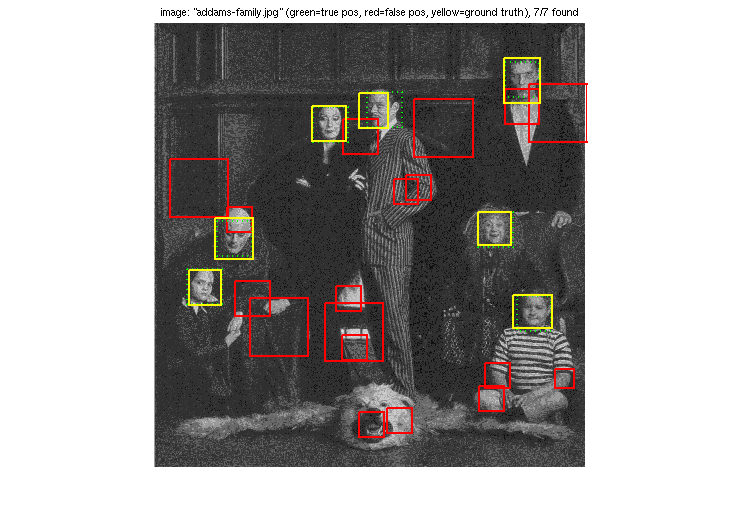 image: "addams-family.jpg" (green=true pos, red=false pos, yellow=ground truth), 7/7 found